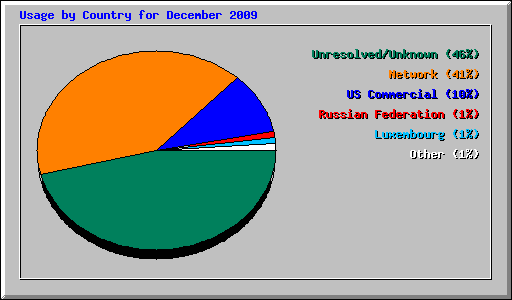 Usage by Country for December 2009
Unresolved/Unknown (46%)
Network (41%)
US Commercial (10%)
Russian Federation (1%)
Luxembourg (1%)
Other (1%)